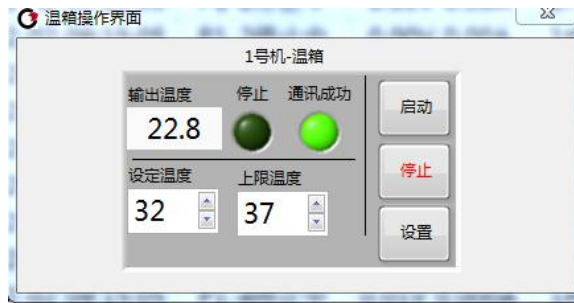 温箱操作界面
1号机-温箱
输出温度 停止 通讯成功
22.8
启动
设定温度 上限温度
停止
32 37
设置